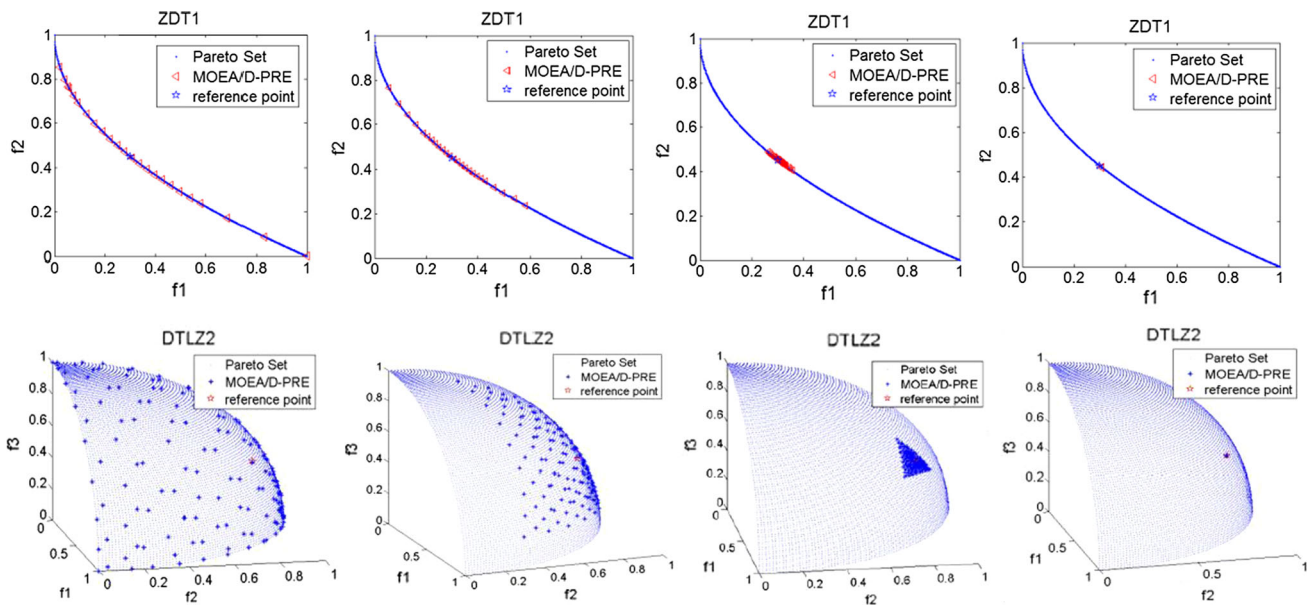 ZDT1
Pareto Set
MOEA/D-PRE
reference point
1
0.8
0.6
0.4
0.2
0
f2
0 0.2 0.4 0.6 0.8 1
f1
ZDT1
Pareto Set
MOEA/D-PRE
reference point
1
0.8
0.6
0.4
0.2
0
f2
0 0.2 0.4 0.6 0.8 1
f1
ZDT1
Pareto Set
MOEA/D-PRE
reference point
1
0.8
0.6
0.4
0.2
0
f2
0 0.2 0.4 0.6 0.8 1
f1
ZDT1
Pareto Set
MOEA/D-PRE
reference point
1
0.8
0.6
0.4
0.2
0
f2
0 0.2 0.4 0.6 0.8 1
f1
DTLZ2
Pareto Set
MOEA/D-PRE
reference point
1
0.8
0.6
0.4
0.2
0
f3
0
0.5
1
f1
0 0.2 0.4 0.6 0.8 1
f2
DTLZ2
Pareto Set
MOEA/D-PRE
reference point
1
0.8
0.6
0.4
0.2
0
f3
0
0.5
1
f1
0 0.2 0.4 0.6 0.8 1
f2
DTLZ2
Pareto Set
MOEA/D-PRE
reference point
1
0.8
0.6
0.4
0.2
0
f3
0
0.5
1
f1
0 0.2 0.4 0.6 0.8 1
f2
DTLZ2
Pareto Set
MOEA/D-PRE
reference point
1
0.8
0.6
0.4
0.2
0
f3
0
0.5
1
f1
0 0.5 1
f2